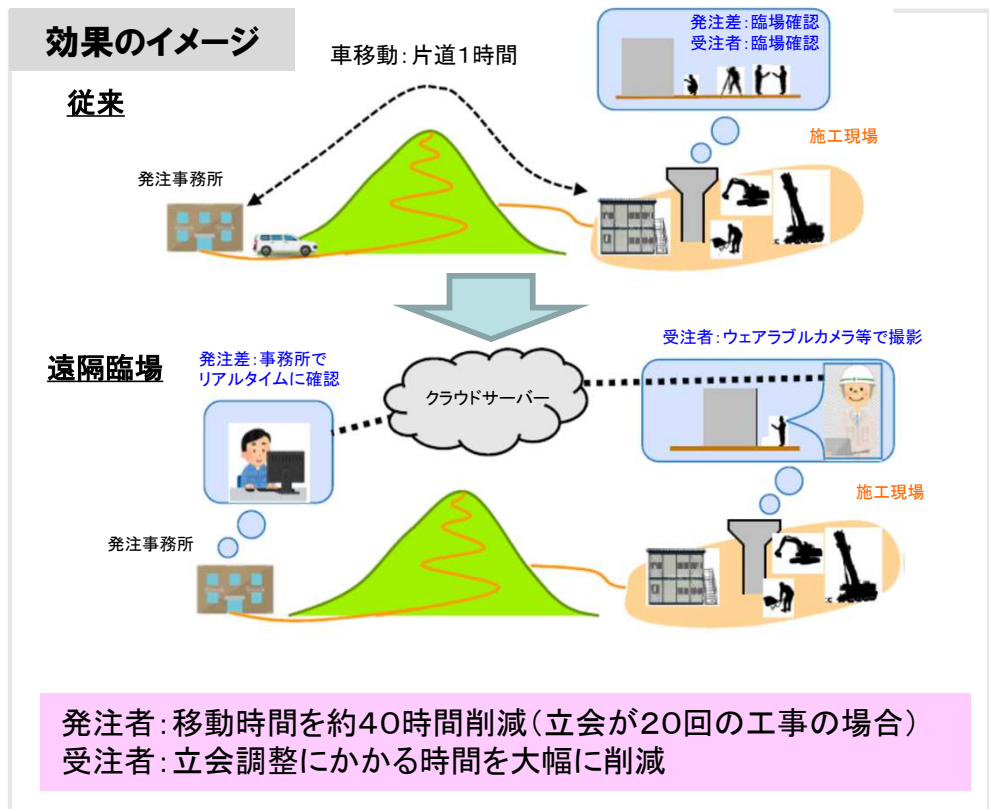 効果のイメージ
従来
車移動：片道1時間
発注差：臨場確認
受注者：臨場確認
施工現場
発注事務所
遠隔臨場
発注差：事務所で
リアルタイムに確認
クラウドサーバー
受注者：ウェアラブルカメラ等で撮影
施工現場
発注事務所
発注者：移動時間を約40時間削減（立会が20回の工事の場合）
受注者：立会調整にかかる時間を大幅に削減